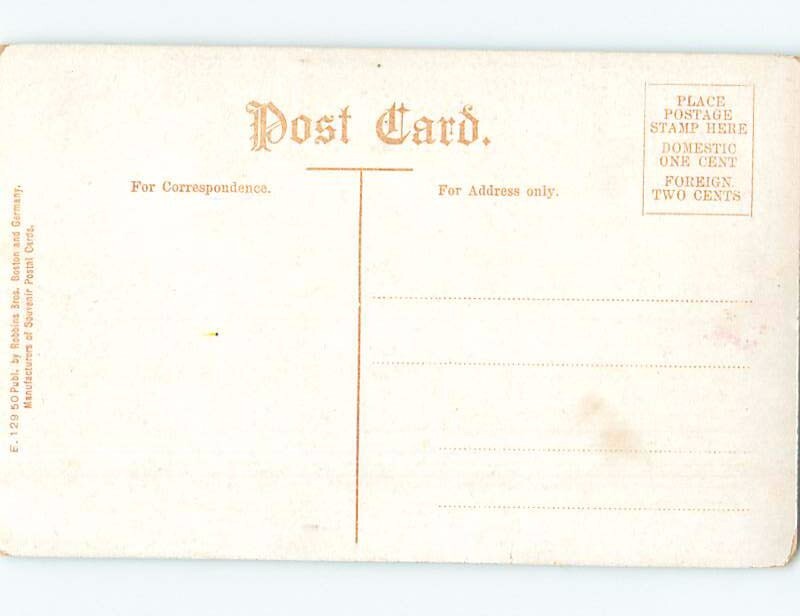 Post Card.
PLACE
POSTAGE
STAMP HERE
DOMESTIC
ONE CENT
FOREIGN
TWO CENTS
For Correspondence.
For Address only.
E. 129 50 Publ. by Robbins Bros. Boston and Germany,
Manufacturers of Souvenir Postal Cards.